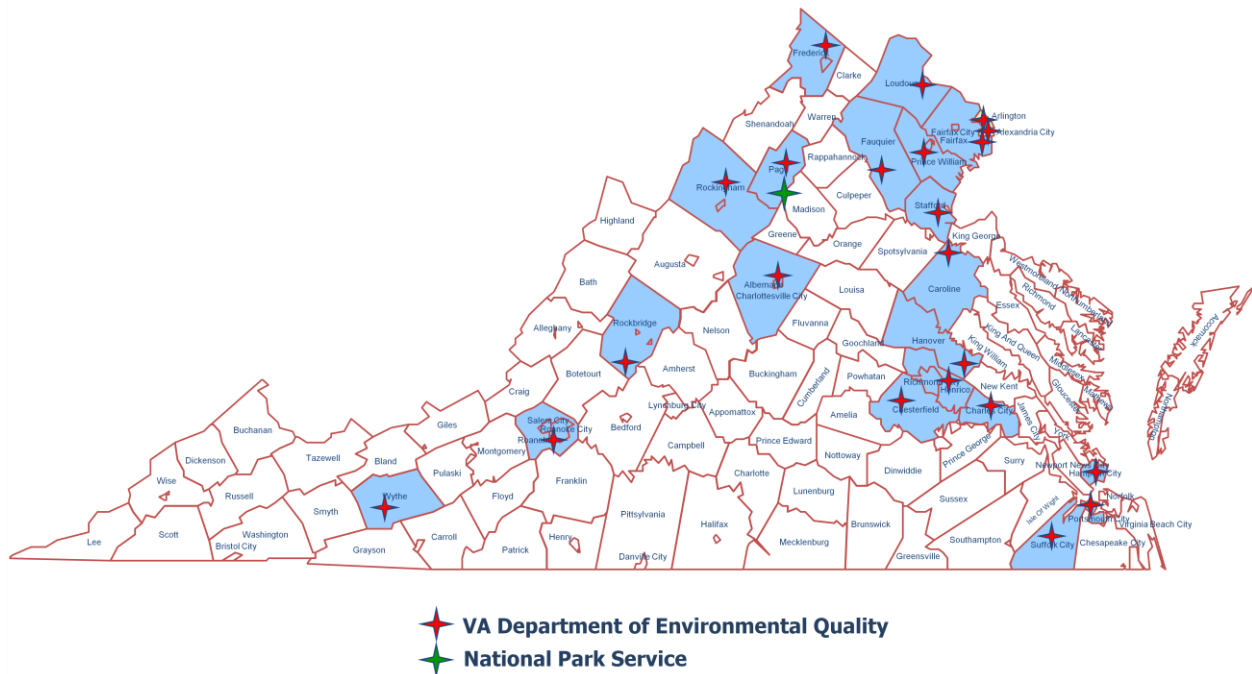 Frederick
Clarke
Loudoun
Arlington
Fairfax City
Alexandria City
Fairfax
Shenandoah
Warren
Fauquier
Prince William
Page
Rappahannock
Rockingham
Culpeper
Madison
Stafford
Highland
Greene
Orange
Spotsylvania
King George
Augusta
Westmoreland
Northumberland
Bath
Albemarle
Charlottesville City
Louisa
Caroline
Richmond
Essex
Lancaster
Accomack
Rockbridge
Nelson
Fluvanna
Alleghany
Goochland
Hanover
King And Queen
King William
Middlesex
Mathews
Botetourt
Amherst
Buckingham
Cumberland
Powhatan
Henrico
New Kent
Gloucester
Northampton
Craig
Lynchburg City
Appomattox
Amelia
Chesterfield
Charles City
James City
York
Salem City
Roanoke City
Roanoke
Bedford
Giles
Buchanan
Campbell
Prince Edward
Nottoway
Dinwiddie
Prince George
Surry
Newport News City
Hampton City
Dickenson
Tazewell
Bland
Pulaski
Montgomery
Wise
Russell
Wythe
Floyd
Franklin
Charlotte
Lunenburg
Sussex
Isle Of Wight
Norfolk
Portsmouth City
Virginia Beach City
Smyth
Pittsylvania
Halifax
Mecklenburg
Brunswick
Greensville
Southampton
Suffolk City
Chesapeake City
Lee
Scott
Washington
Bristol City
Grayson
Carroll
Patrick
Henry
Danville City
VA Department of Environmental Quality
National Park Service